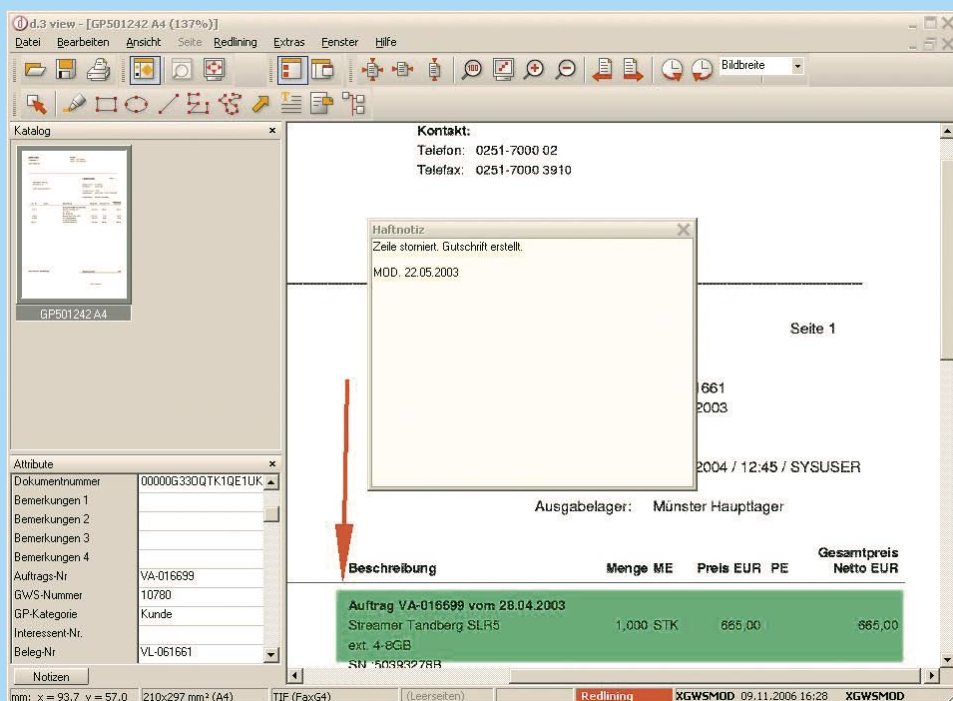 d.3 view - [GP501242 A4 (137%)]
Datei Bearbeiten Ansicht Seite Redlining Extras Fenster Hilfe
100 Bildbreite
Katalog
GP501242 A4
Kontakt:
Telefon: 0251-7000 02
Telefax: 0251-7000 3910
Haftnotiz
Zeile storniert. Gutschrift erstellt.
MOD. 22.05.2003
Seite 1
1661
2003
2004 / 12:45 / SYSUSER
Ausgabelager: Münster Hauptlager
Beschreibung Menge ME Preis EUR PE Gesamtpreis Netto EUR
Auftrag VA-016699 vom 28.04.2003
Streamer Tandberg SLR5 1,000 STK 665,00 665,00
ext. 4-8GB
SN :50393278B
Attribute
Dokumentnummer 00000G33OQTK1QE1UK
Bemerkungen 1
Bemerkungen 2
Bemerkungen 3
Bemerkungen 4
Auftrags-Nr VA-016699
GWS-Nummer 10780
GP-Kategorie Kunde
Interessent-Nr.
Beleg-Nr VL-061661
Notizen
mm: x = 93,7 y = 57,0 210x297 mm² (A4) TIF (FaxG4) (Leerseiten) Redlining XGWSMOD 09.11.2006 16:28 XGWSMOD